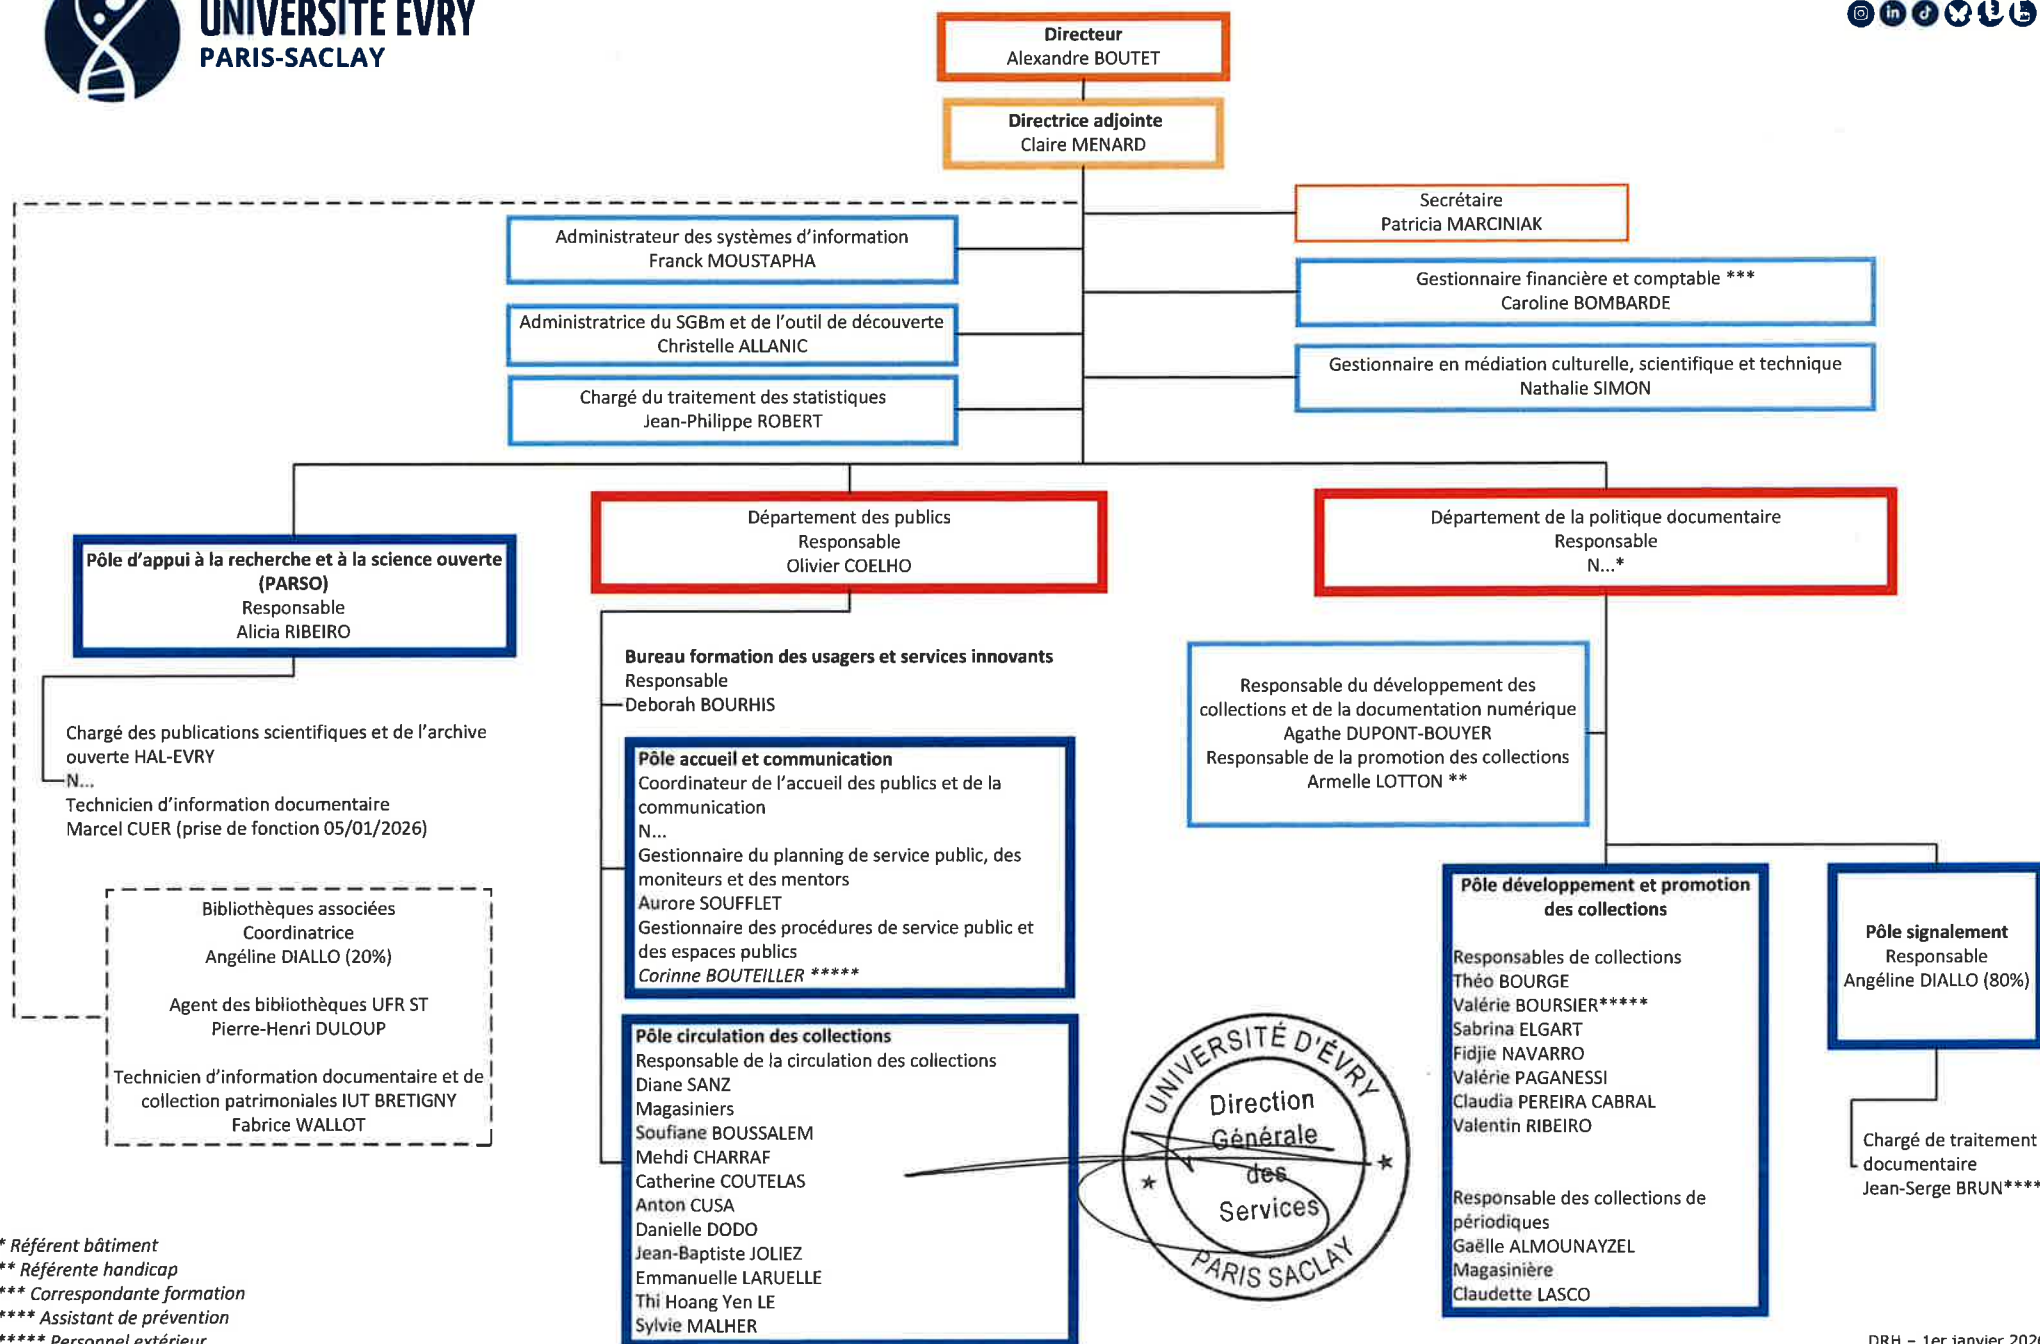 UNIVERSITÉ EVRY
PARIS-SACLAY
Directeur
Alexandre BOUTET
Directrice adjointe
Claire MENARD
Secrétaire
Patricia MARCINIAK
Administrateur des systèmes d'information
Franck MOUSTAPHA
Gestionnaire financière et comptable ***
Caroline BOMBARDE
Administratrice du SGBm et de l'outil de découverte
Christelle ALLANIC
Gestionnaire en médiation culturelle, scientifique et technique
Nathalie SIMON
Chargé du traitement des statistiques
Jean-Philippe ROBERT
Pôle d'appui à la recherche et à la science ouverte
(PARSO)
Responsable
Alicia RIBEIRO
Chargé des publications scientifiques et de l'archive
ouverte HAL-EVRY
N...
Technicien d'information documentaire
Marcel CUER (prise de fonction 05/01/2026)
Bibliothèques associées
Coordinatrice
Angéline DIALLO (20%)
Agent des bibliothèques UFR ST
Pierre-Henri DULOUP
Technicien d'information documentaire et de
collection patrimoniales IUT BRETIGNY
Fabrice WALLOT
Département des publics
Responsable
Olivier COELHO
Bureau formation des usagers et services innovants
Responsable
Deborah BOURHIS
Pôle accueil et communication
Coordinateur de l'accueil des publics et de la
communication
N...
Gestionnaire du planning de service public, des
moniteurs et des mentors
Aurore SOUFFLET
Gestionnaire des procédures de service public et
des espaces publics
Corinne BOUTEILLER *****
Pôle circulation des collections
Responsable de la circulation des collections
Diane SANZ
Magasiniers
Soufiane BOUSSALEM
Mehdi CHARRAF
Catherine COUTELAS
Anton CUSA
Danielle DODO
Jean-Baptiste JOLIEZ
Emmanuelle LARUELLE
Thi Hoang Yen LE
Sylvie MALHER
Département de la politique documentaire
Responsable
N...*
Responsable du développement des
collections et de la documentation numérique
Agathe DUPONT-BOUYER
Responsable de la promotion des collections
Armelle LOTTON **
Pôle développement et promotion
des collections
Responsables de collections
Théo BOURGE
Valérie BOURSIER*****
Sabrina ELGART
Fidjie NAVARRO
Valérie PAGANESSI
Claudia PEREIRA CABRAL
Valentin RIBEIRO
Responsable des collections de
périodiques
Gaëlle ALMOUNAYZEL
Magasinière
Claudette LASCO
Pôle signalement
Responsable
Angéline DIALLO (80%)
Chargé de traitement
documentaire
Jean-Serge BRUN****
UNIVERSITÉ D'ÉVRY
Direction
Générale
des
Services
PARIS SACLAY
* Référent bâtiment
** Référente handicap
*** Correspondante formation
**** Assistant de prévention
***** Personnel extérieur
DRH – 1er janvier 2026